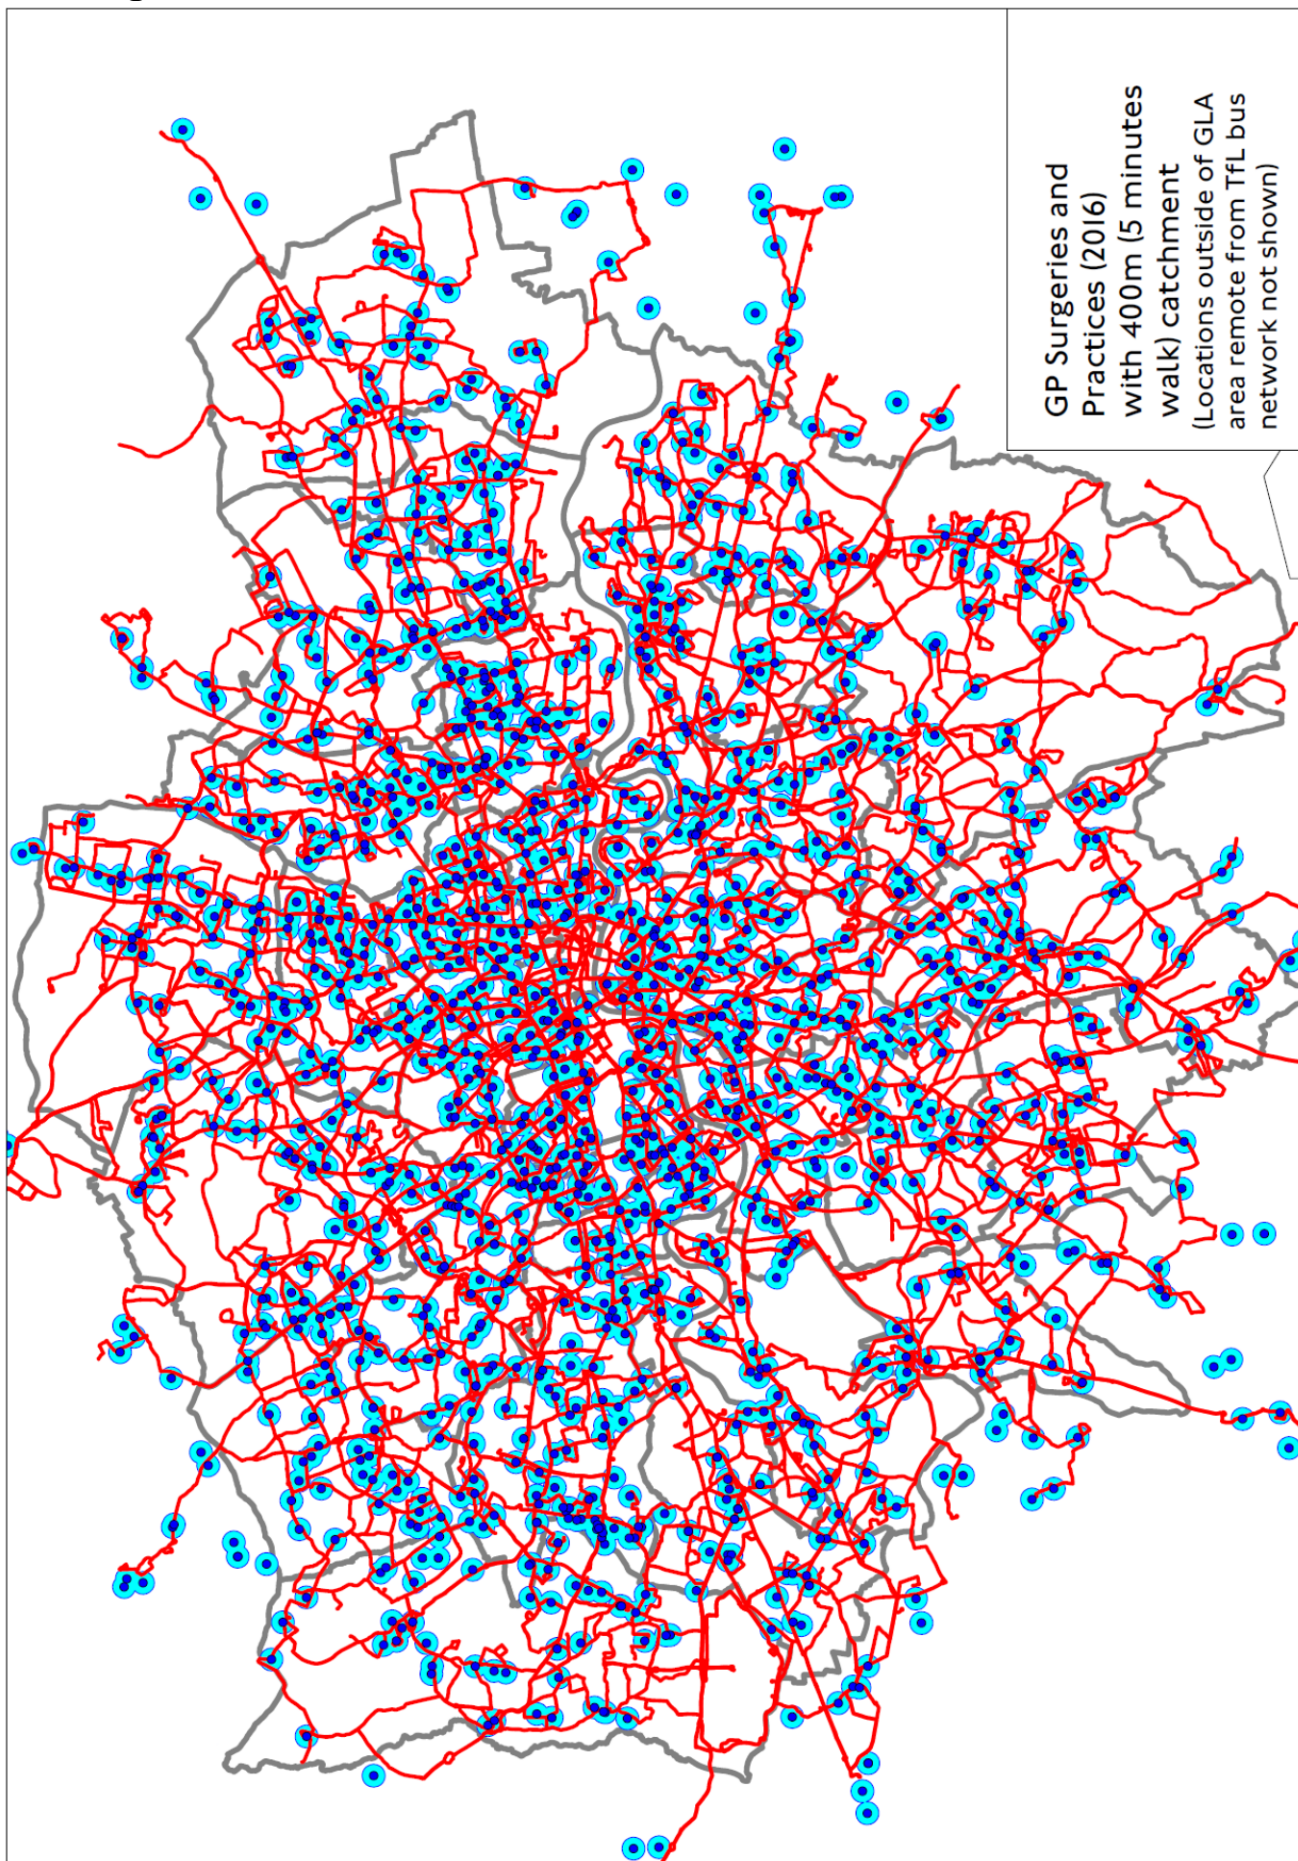 GP Surgeries and
Practices (2016)
with 400m (5 minutes
walk) catchment
(Locations outside of GLA
area remote from TfL bus
network not shown)